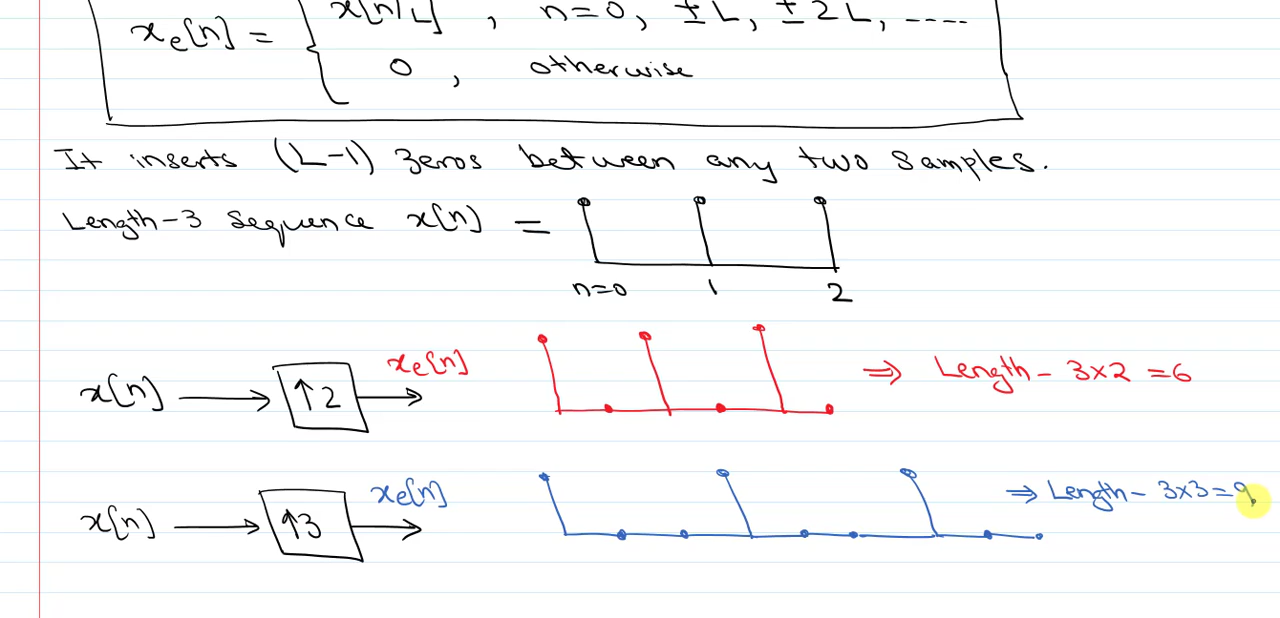 xe[n] = { x[n/L] , n=0, ±L, ±2L, ....
0 , otherwise
It inserts (L-1) zeros between any two samples.
Length-3 sequence x[n] =
n=0 1 2
x[n] ↑2 xe[n] ⇒ Length - 3×2 = 6
x[n] ↑3 xe[n] ⇒ Length - 3×3 = 9